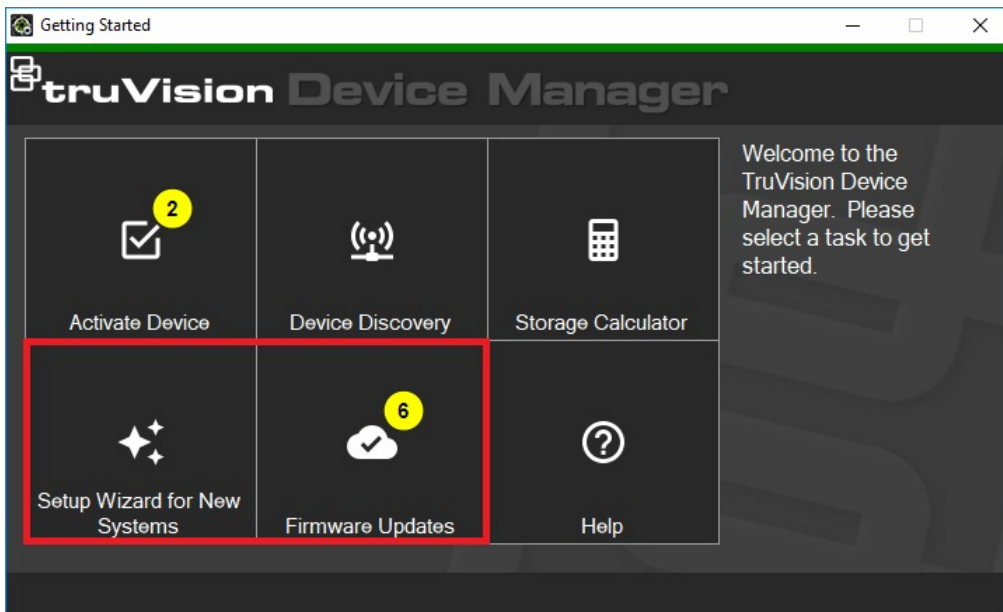 Getting Started
truVision Device Manager
Welcome to the
TruVision Device
Manager. Please
select a task to get
started.
2
Activate Device
Device Discovery
Storage Calculator
6
Setup Wizard for New
Systems
Firmware Updates
Help